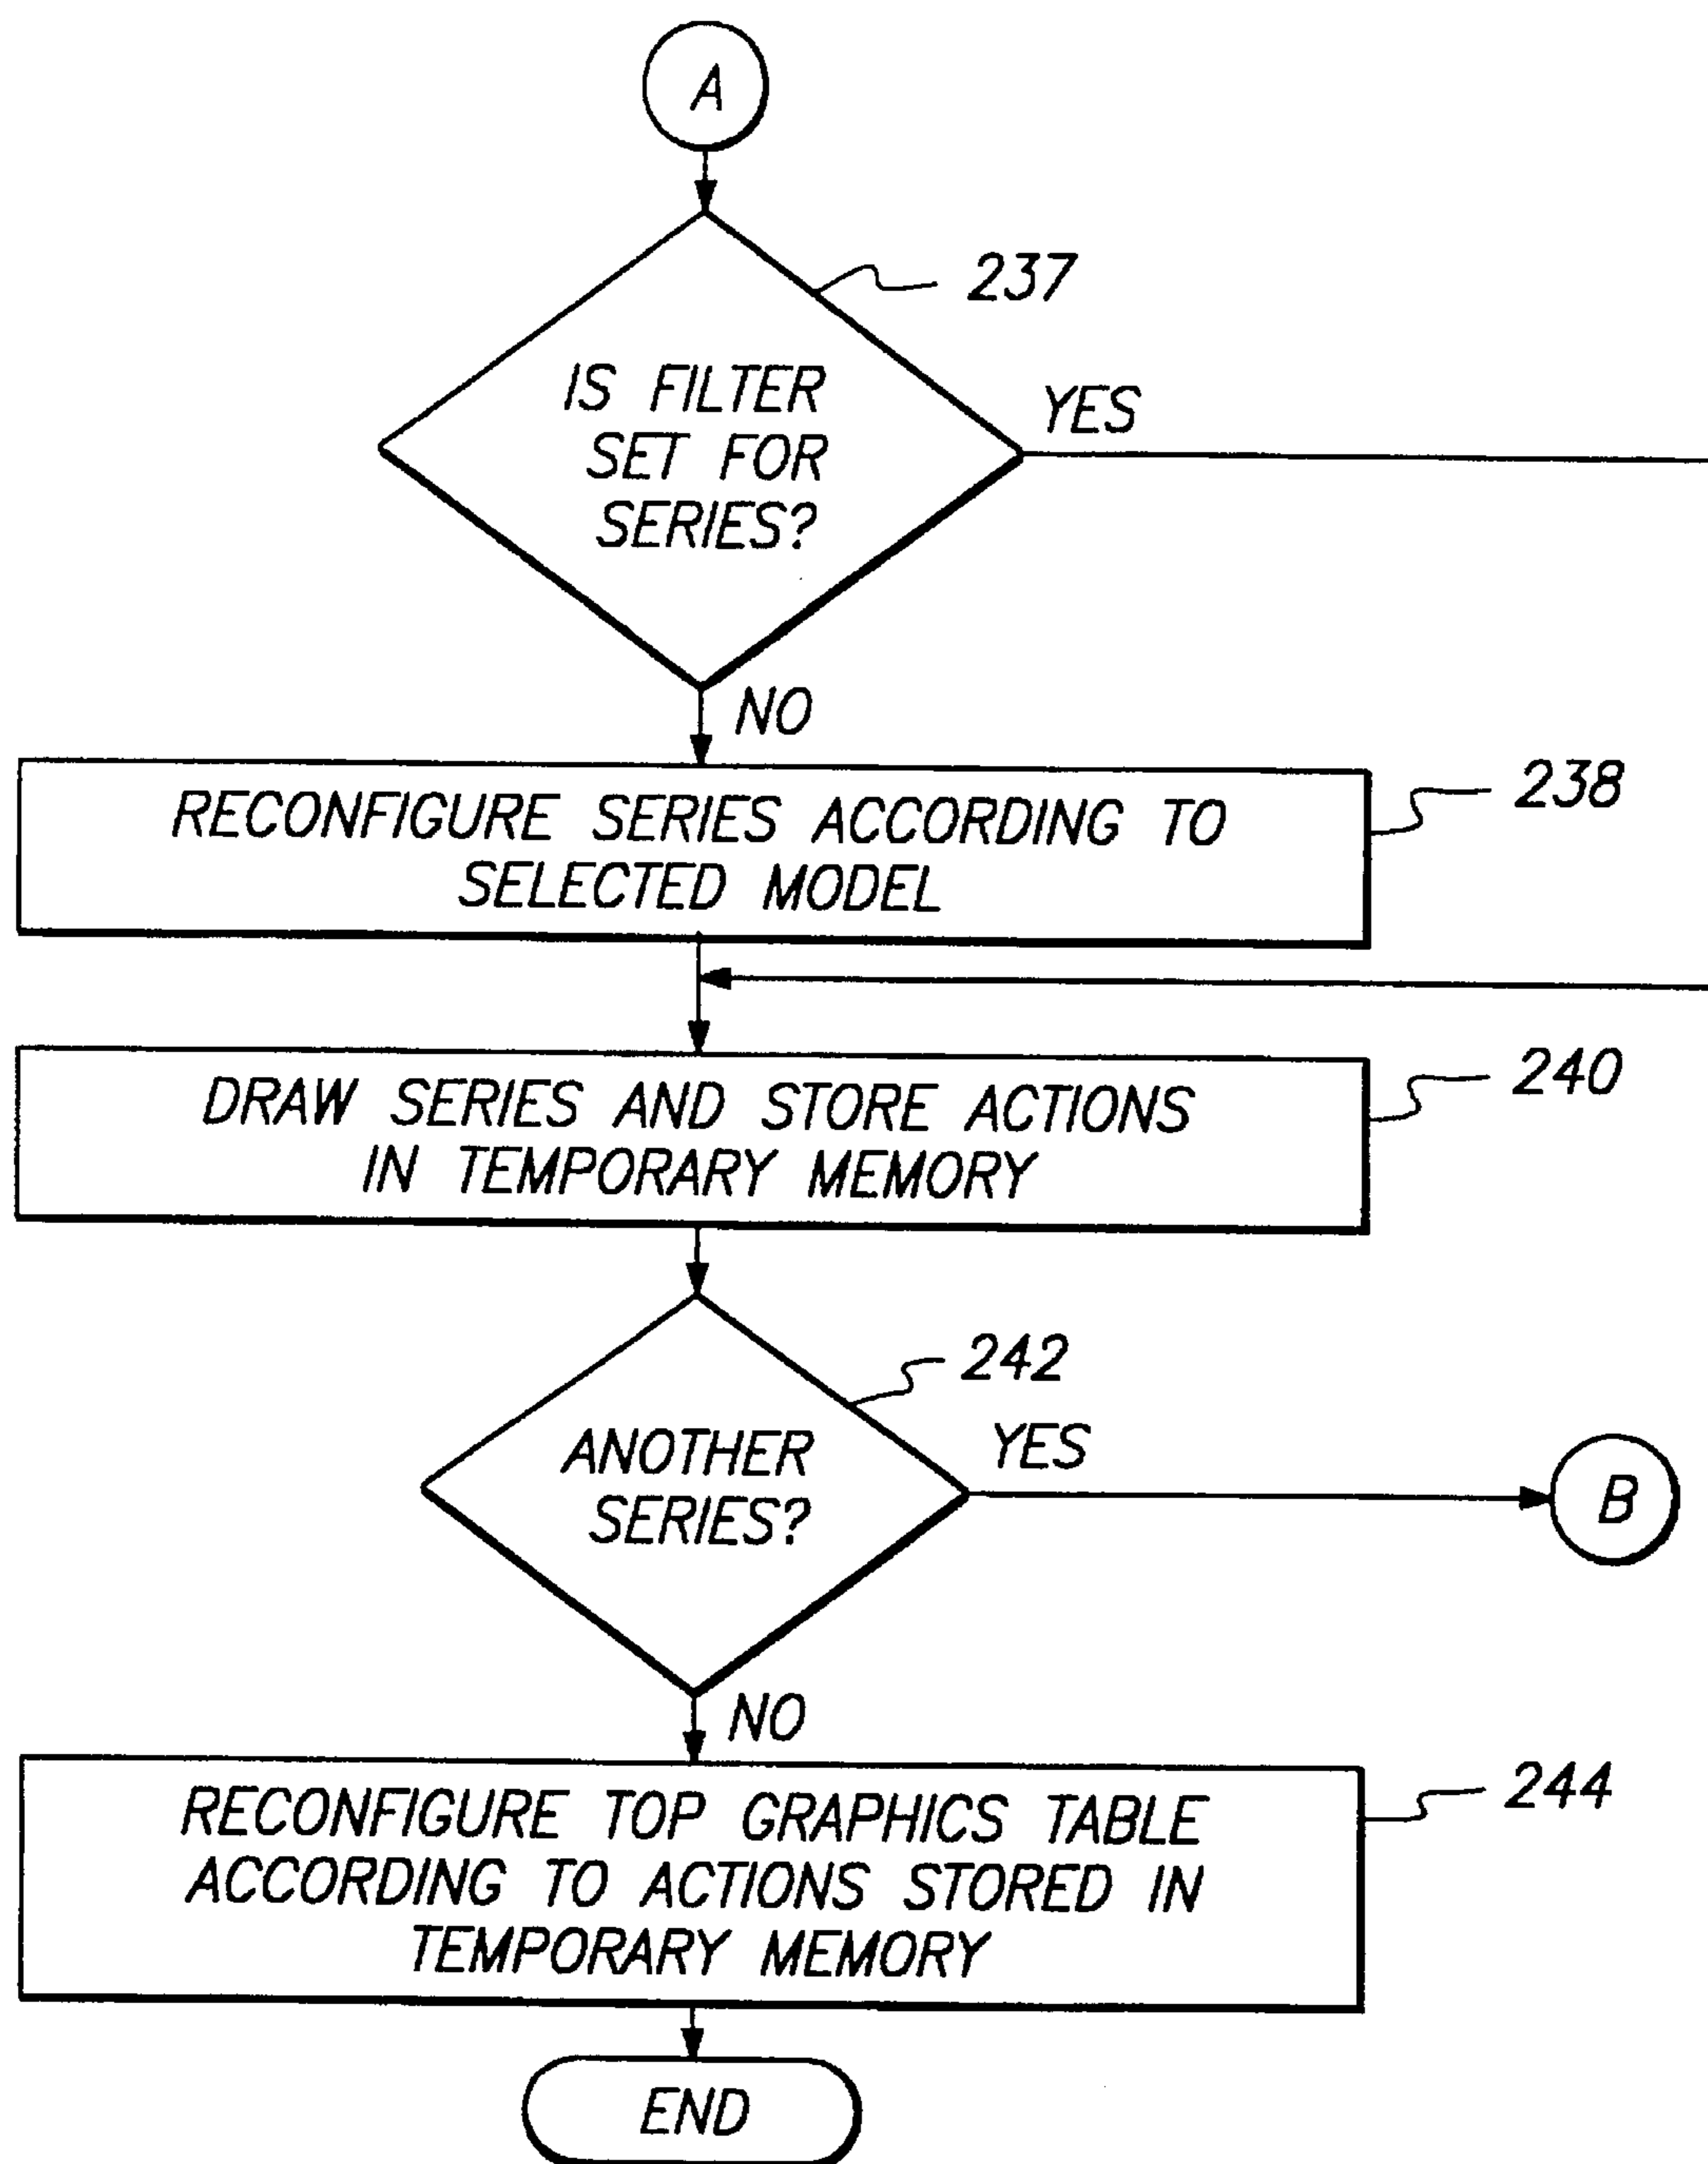 A
237
IS FILTER
SET FOR
SERIES?
YES
NO
RECONFIGURE SERIES ACCORDING TO
SELECTED MODEL
238
DRAW SERIES AND STORE ACTIONS
IN TEMPORARY MEMORY
240
242
ANOTHER
SERIES?
YES
B
NO
RECONFIGURE TOP GRAPHICS TABLE
ACCORDING TO ACTIONS STORED IN
TEMPORARY MEMORY
244
END